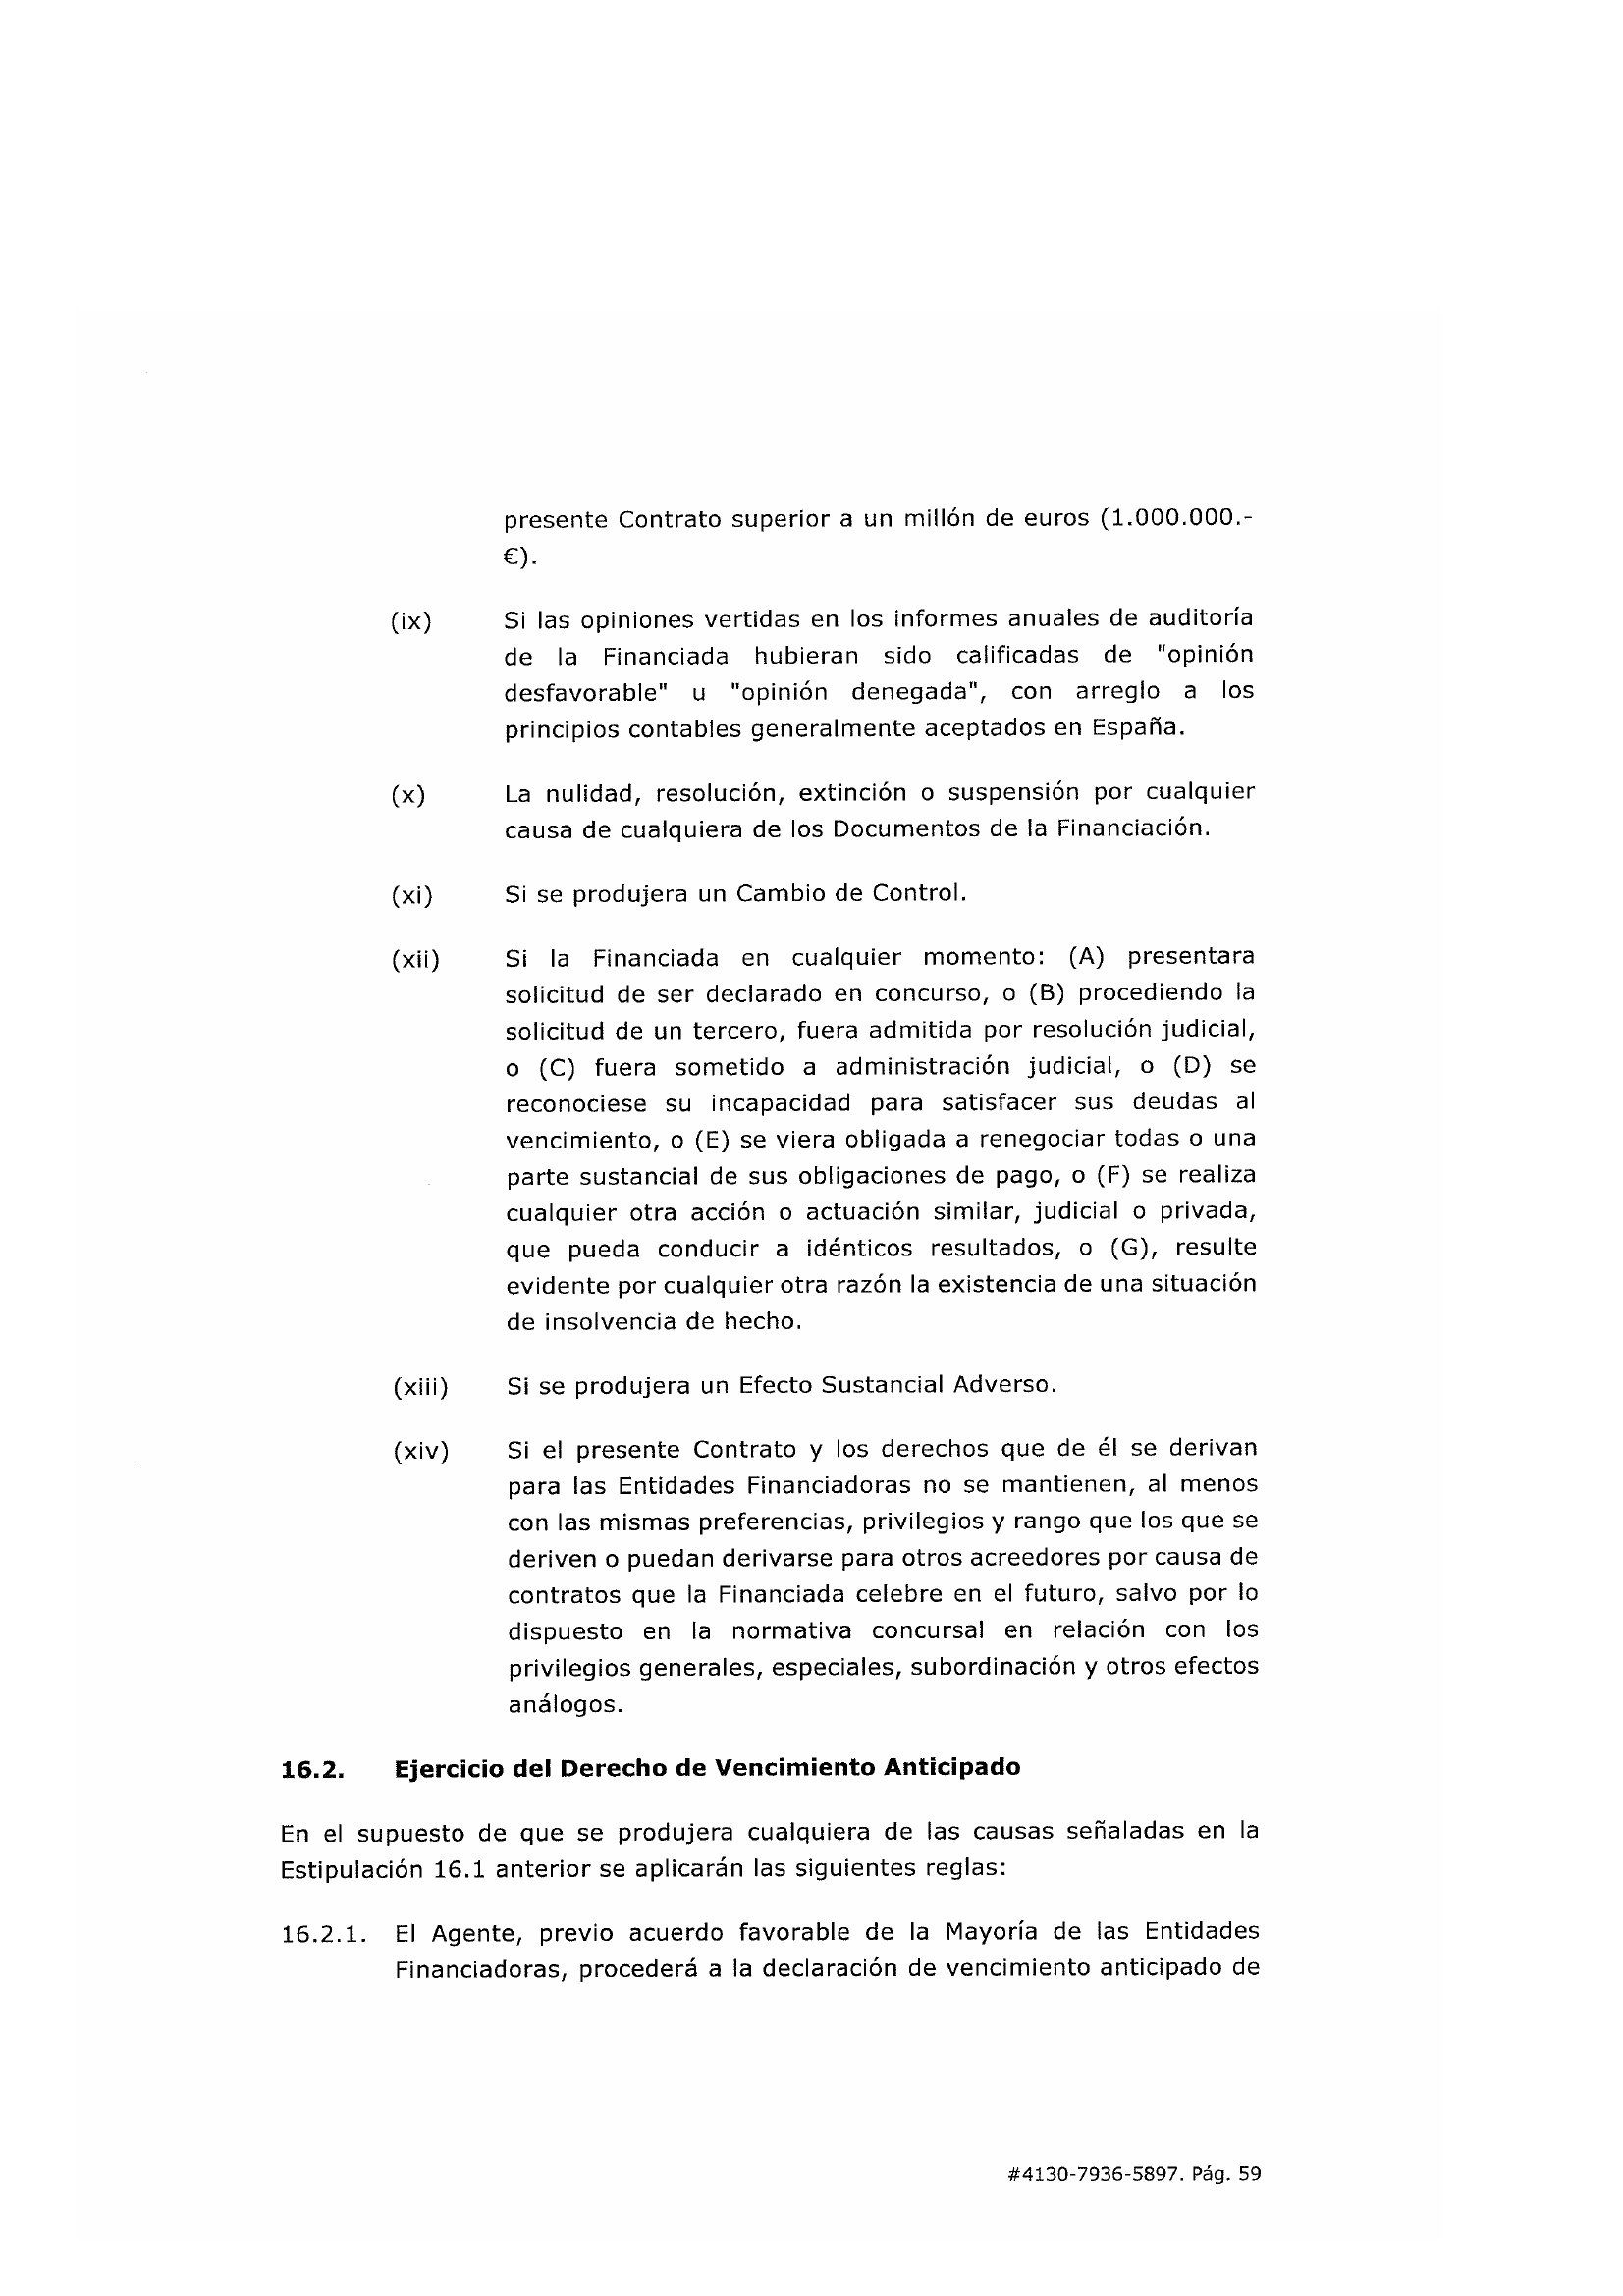 presente Contrato superior a un millón de euros (1.000.000.-
€).
(ix) Si las opiniones vertidas en los informes anuales de auditoría
de la Financiada hubieran sido calificadas de "opinión
desfavorable" u "opinión denegada", con arreglo a los
principios contables generalmente aceptados en España.
(x) La nulidad, resolución, extinción o suspensión por cualquier
causa de cualquiera de los Documentos de la Financiación.
(xi) Si se produjera un Cambio de Control.
(xii) Si la Financiada en cualquier momento: (A) presentara
solicitud de ser declarado en concurso, o (B) procediendo la
solicitud de un tercero, fuera admitida por resolución judicial,
o (C) fuera sometido a administración judicial, o (D) se
reconociese su incapacidad para satisfacer sus deudas al
vencimiento, o (E) se viera obligada a renegociar todas o una
parte sustancial de sus obligaciones de pago, o (F) se realiza
cualquier otra acción o actuación similar, judicial o privada,
que pueda conducir a idénticos resultados, o (G), resulte
evidente por cualquier otra razón la existencia de una situación
de insolvencia de hecho.
(xiii) Si se produjera un Efecto Sustancial Adverso.
(xiv) Si el presente Contrato y los derechos que de él se derivan
para las Entidades Financiadoras no se mantienen, al menos
con las mismas preferencias, privilegios y rango que los que se
deriven o puedan derivarse para otros acreedores por causa de
contratos que la Financiada celebre en el futuro, salvo por lo
dispuesto en la normativa concursal en relación con los
privilegios generales, especiales, subordinación y otros efectos
análogos.
16.2. Ejercicio del Derecho de Vencimiento Anticipado
En el supuesto de que se produjera cualquiera de las causas señaladas en la
Estipulación 16.1 anterior se aplicarán las siguientes reglas:
16.2.1. El Agente, previo acuerdo favorable de la Mayoría de las Entidades
Financiadoras, procederá a la declaración de vencimiento anticipado de
#4130-7936-5897. Pág. 59